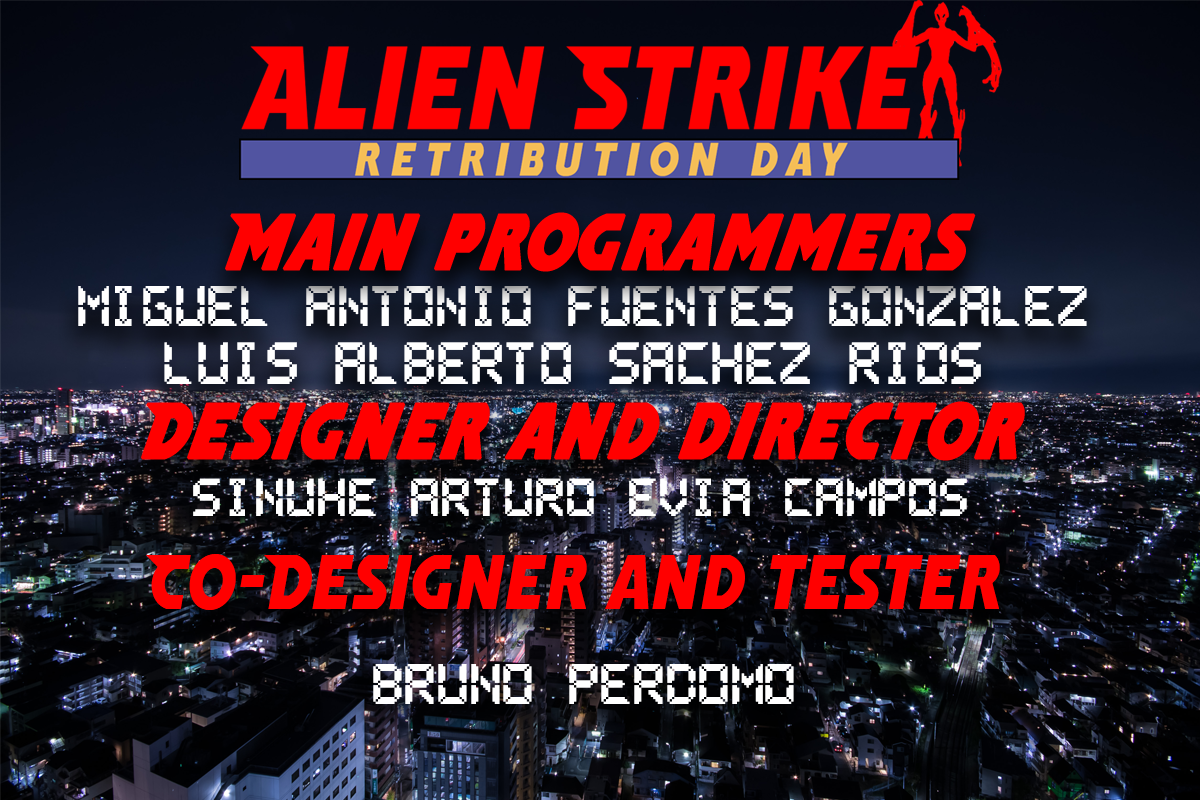 ALIEN STRIKE
RETRIBUTION DAY
MAIN PROGRAMMERS
MIGUEL ANTONIO FUENTES GONZALEZ
LUIS ALBERTO SACHEZ RIOS
DESIGNER AND DIRECTOR
SINUHE ARTURO EVIA CAMPOS
CO-DESIGNER AND TESTER
BRUNO PERDOMO